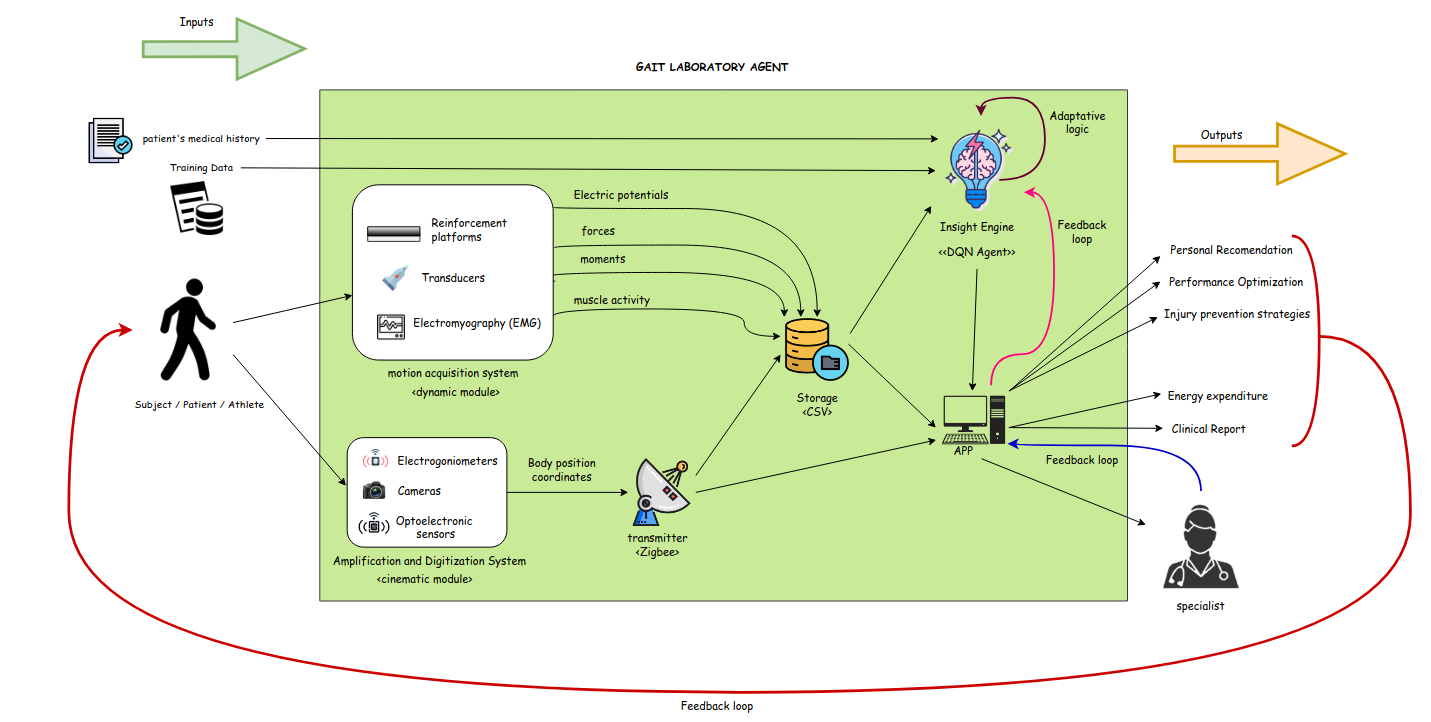 Inputs
GAIT LABORATORY AGENT
patient's medical history
Training Data
Adaptative
logic
Outputs
Electric potentials
forces
moments
muscle activity
Reinforcement
platforms
Transducers
Electromyography (EMG)
motion acquisition system
<dynamic module>
Insight Engine
<<DQN Agent>>
Feedback
loop
Personal Recomendation
Performance Optimization
Injury prevention strategies
Energy expenditure
Clinical Report
Subject / Patient / Athlete
Storage
<CSV>
APP
Feedback loop
Electrogoniometers
Cameras
Optoelectronic
sensors
Amplification and Digitization System
<cinematic module>
Body position
coordinates
transmitter
<Zigbee>
specialist
Feedback loop